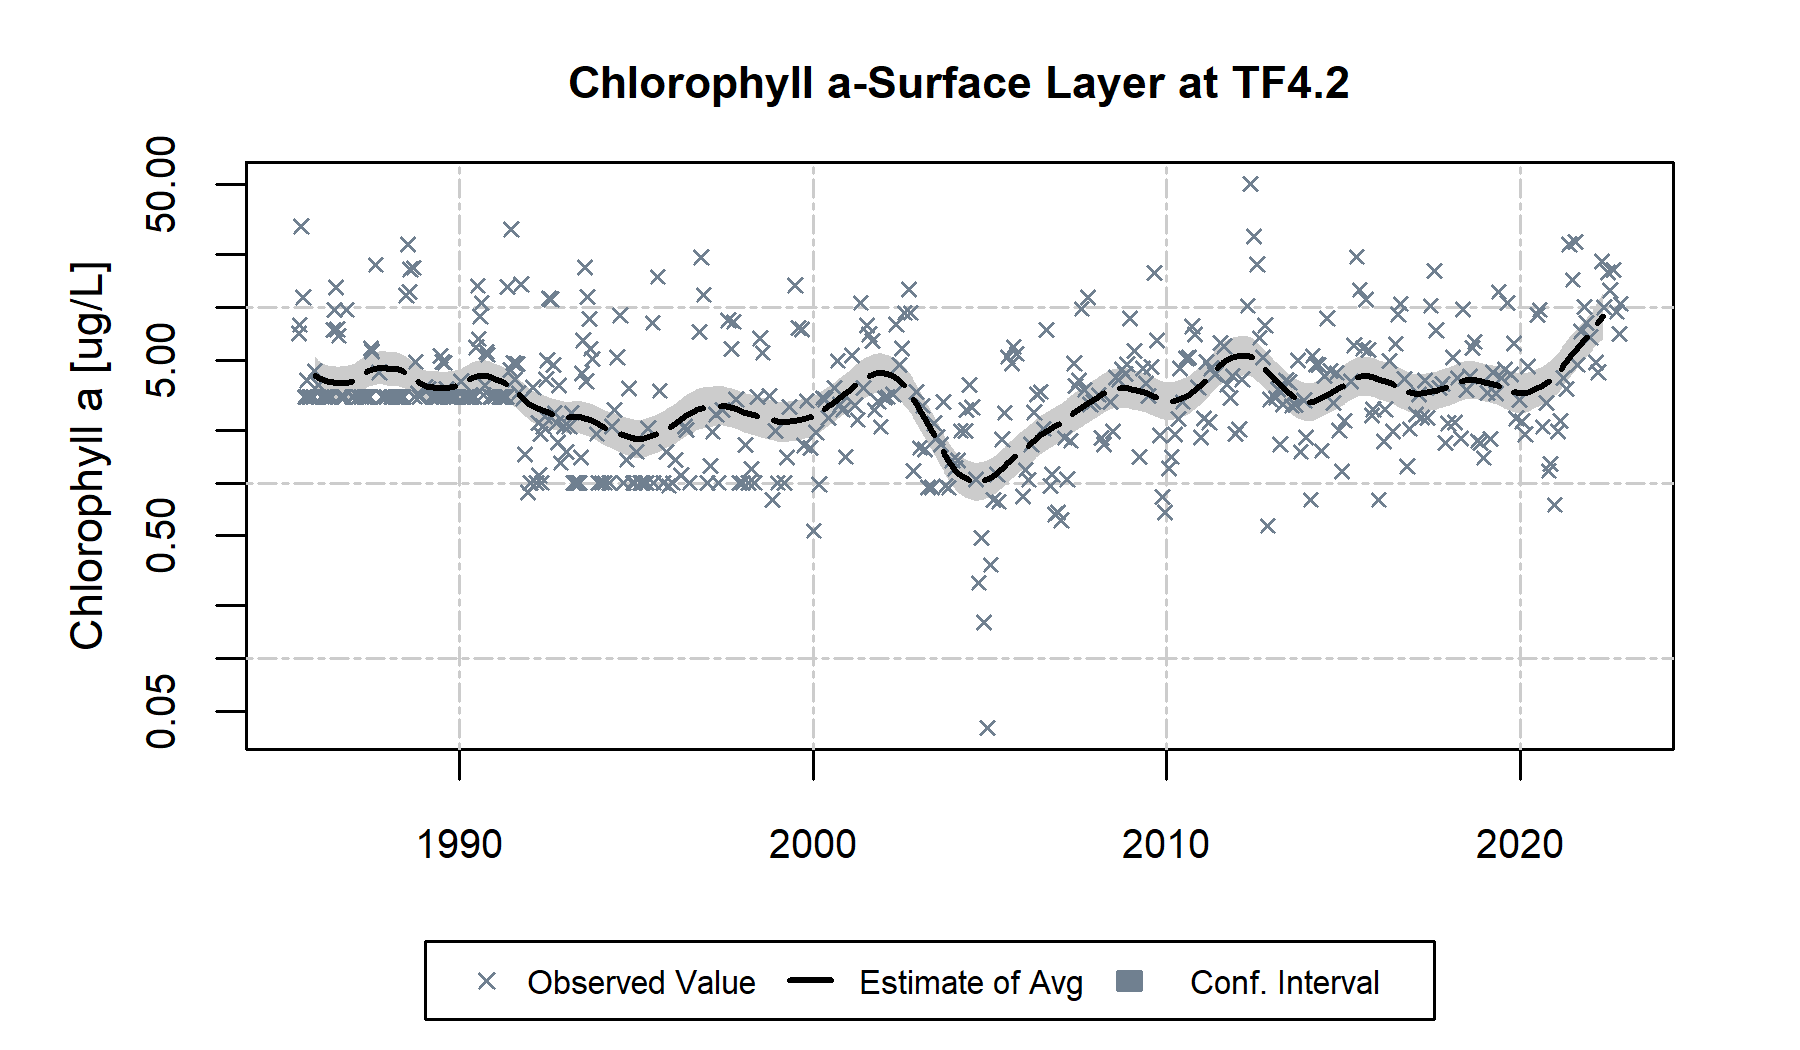 Chlorophyll a-Surface Layer at TF4.2
Chlorophyll a [ug/L]
50.00
5.00
0.50
0.05
1990 2000 2010 2020
Observed Value Estimate of Avg Conf. Interval